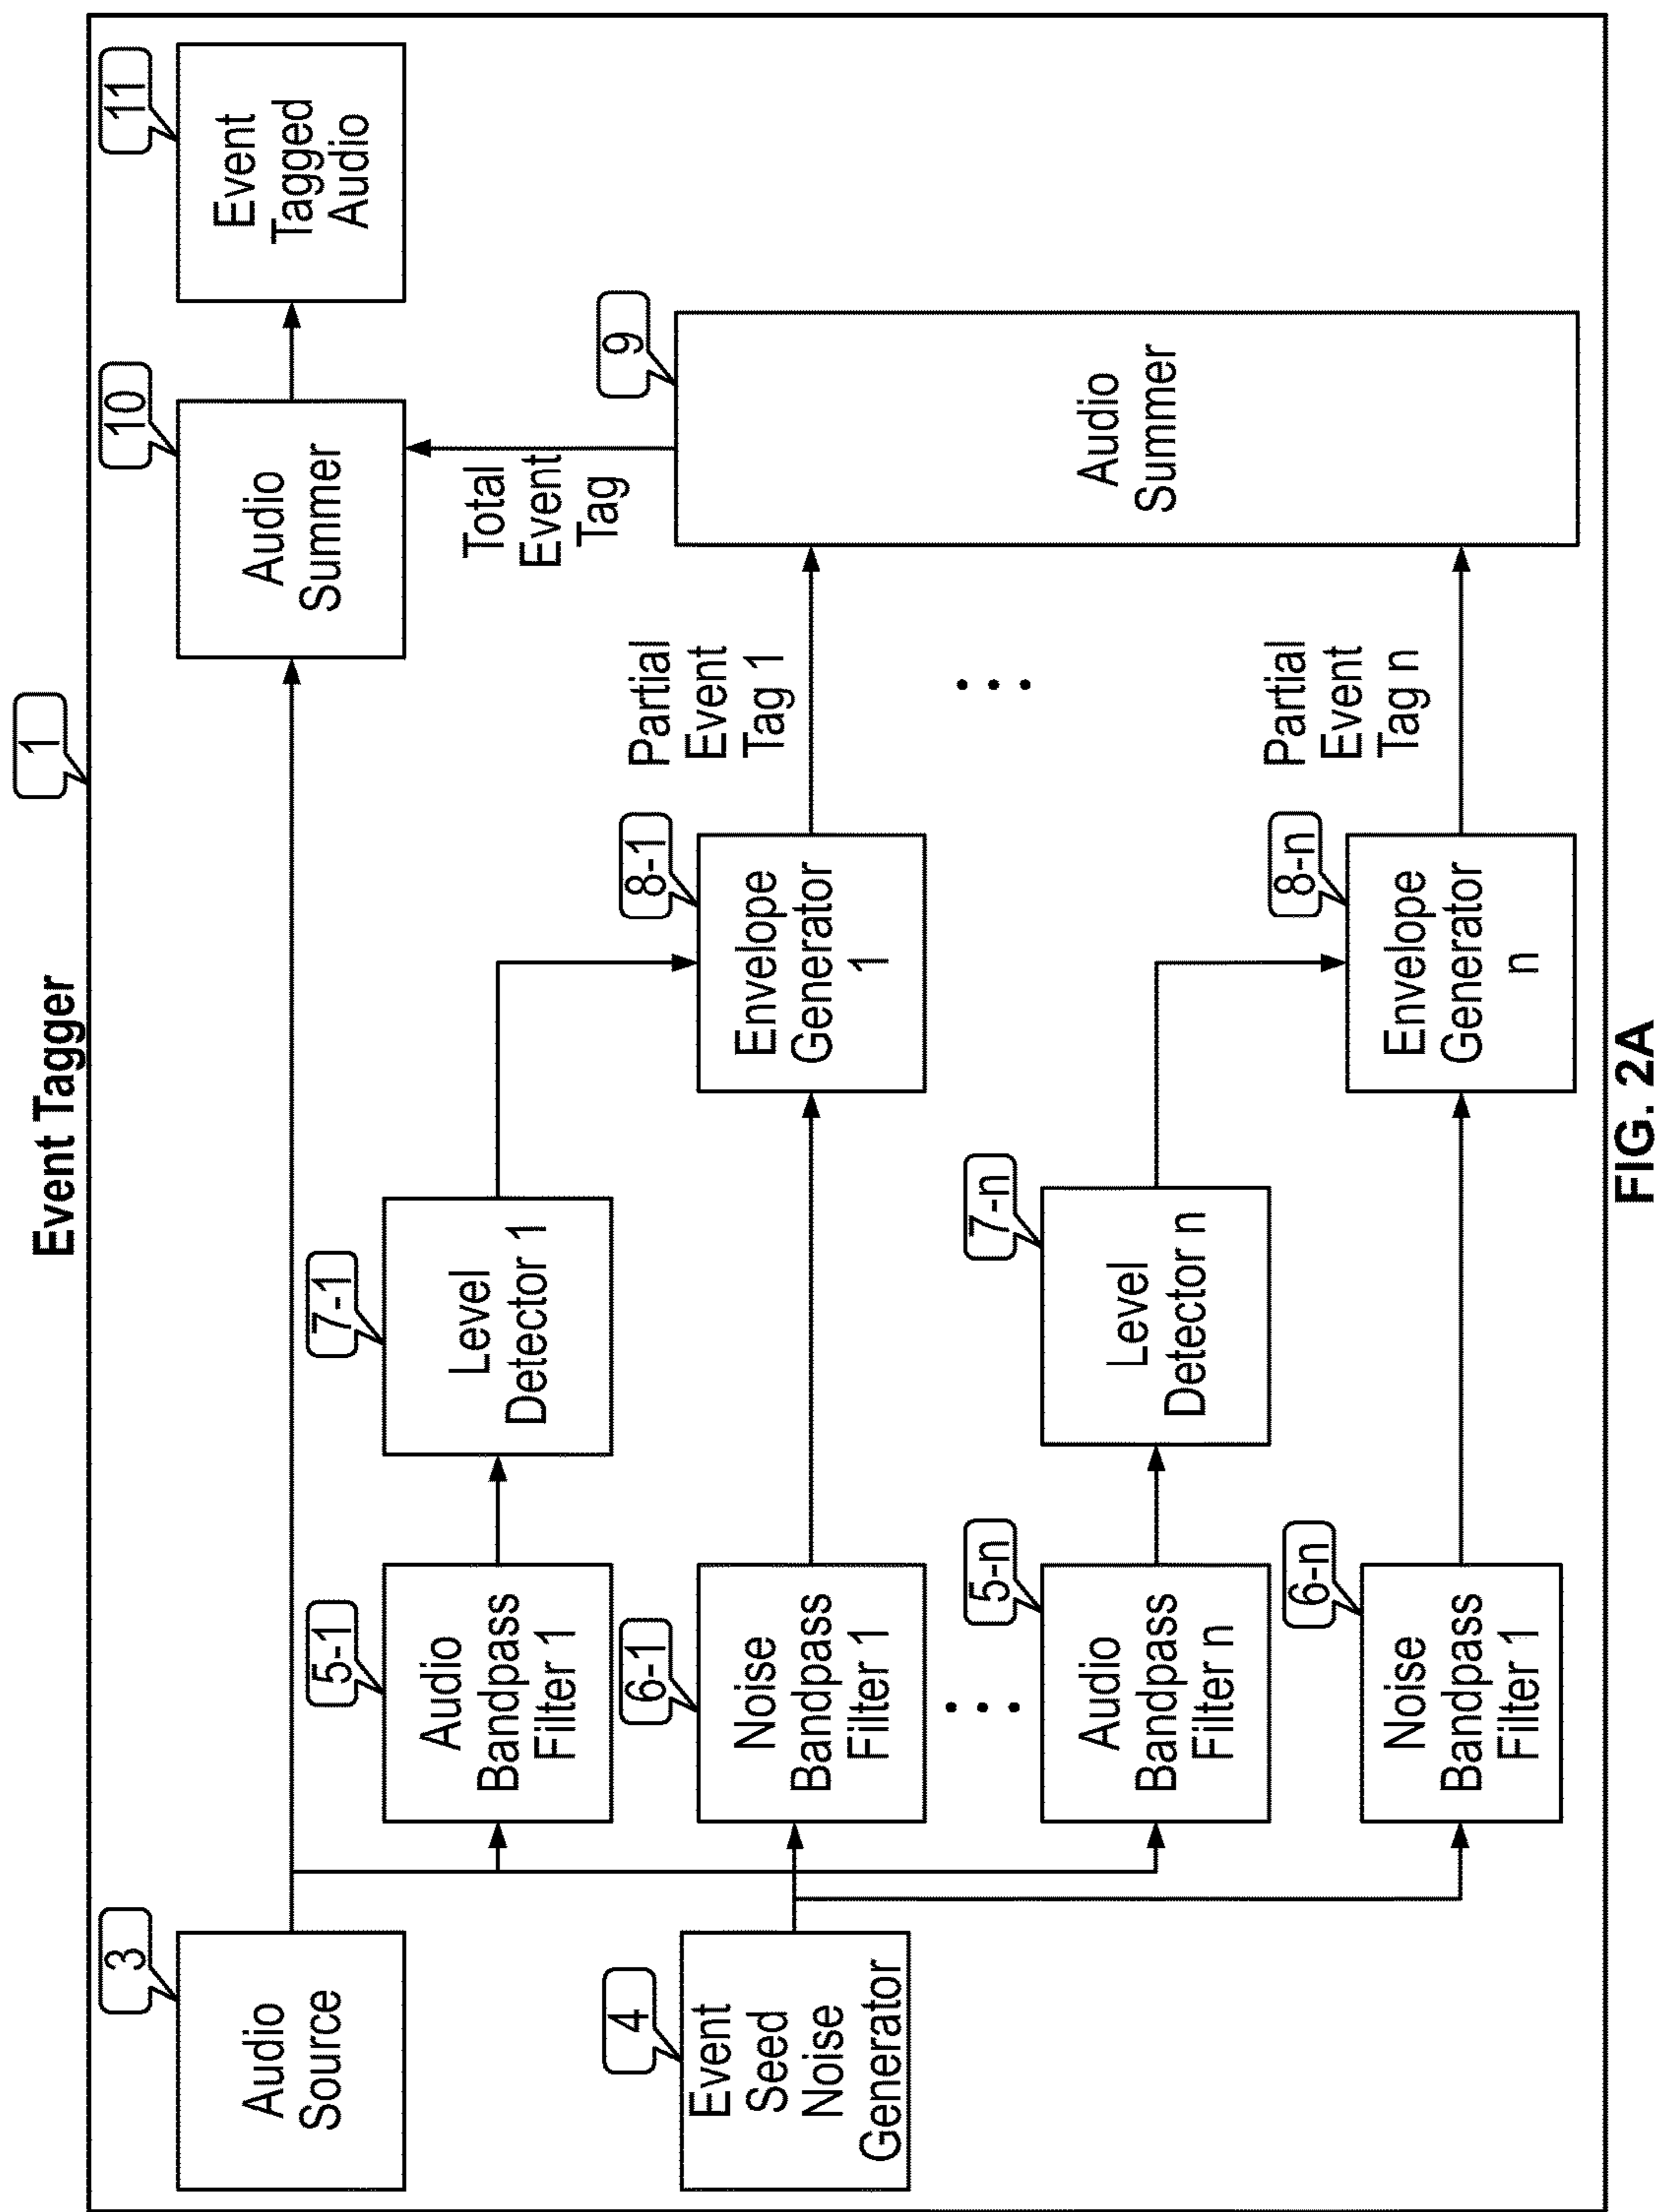 Event Tagger
1
3
Audio
Source
10
Audio
Summer
11
Event
Tagged
Audio
5-1
Audio
Bandpass
Filter 1
7-1
Level
Detector 1
Total
Event
Tag
4
Event
Seed
Noise
Generator
6-1
Noise
Bandpass
Filter 1
8-1
Envelope
Generator
1
Partial
Event
Tag 1
9
Audio
Summer
5-n
Audio
Bandpass
Filter n
7-n
Level
Detector n
6-n
Noise
Bandpass
Filter 1
8-n
Envelope
Generator
n
Partial
Event
Tag n
FIG. 2A